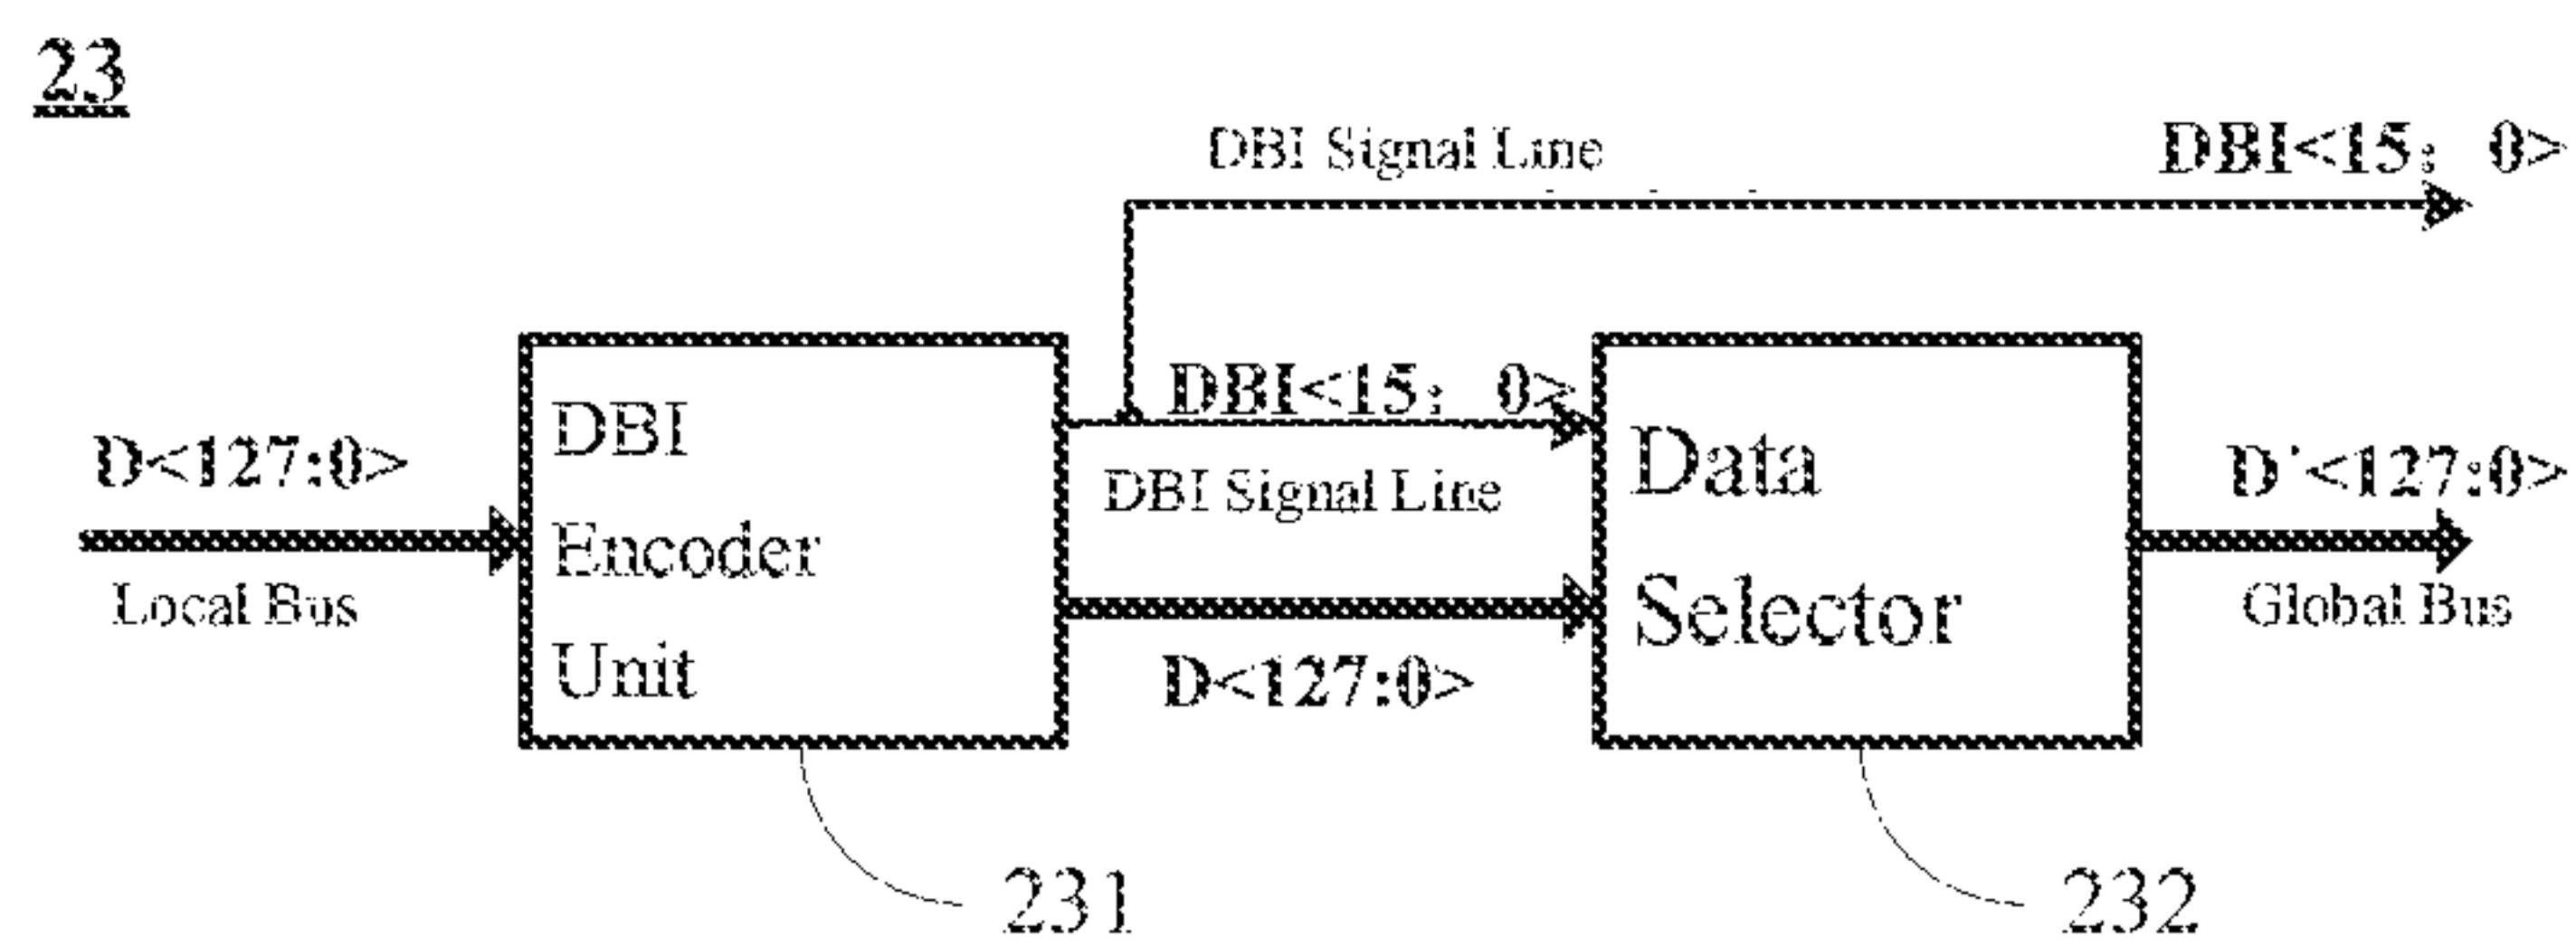 23
DBI Signal Line
DBI<15: 0>
D<127:0>
Local Bus
DBI
Encoder
Unit
DBI<15: 0>
DBI Signal Line
D<127:0>
Data
Selector
D'<127:0>
Global Bus
231
232